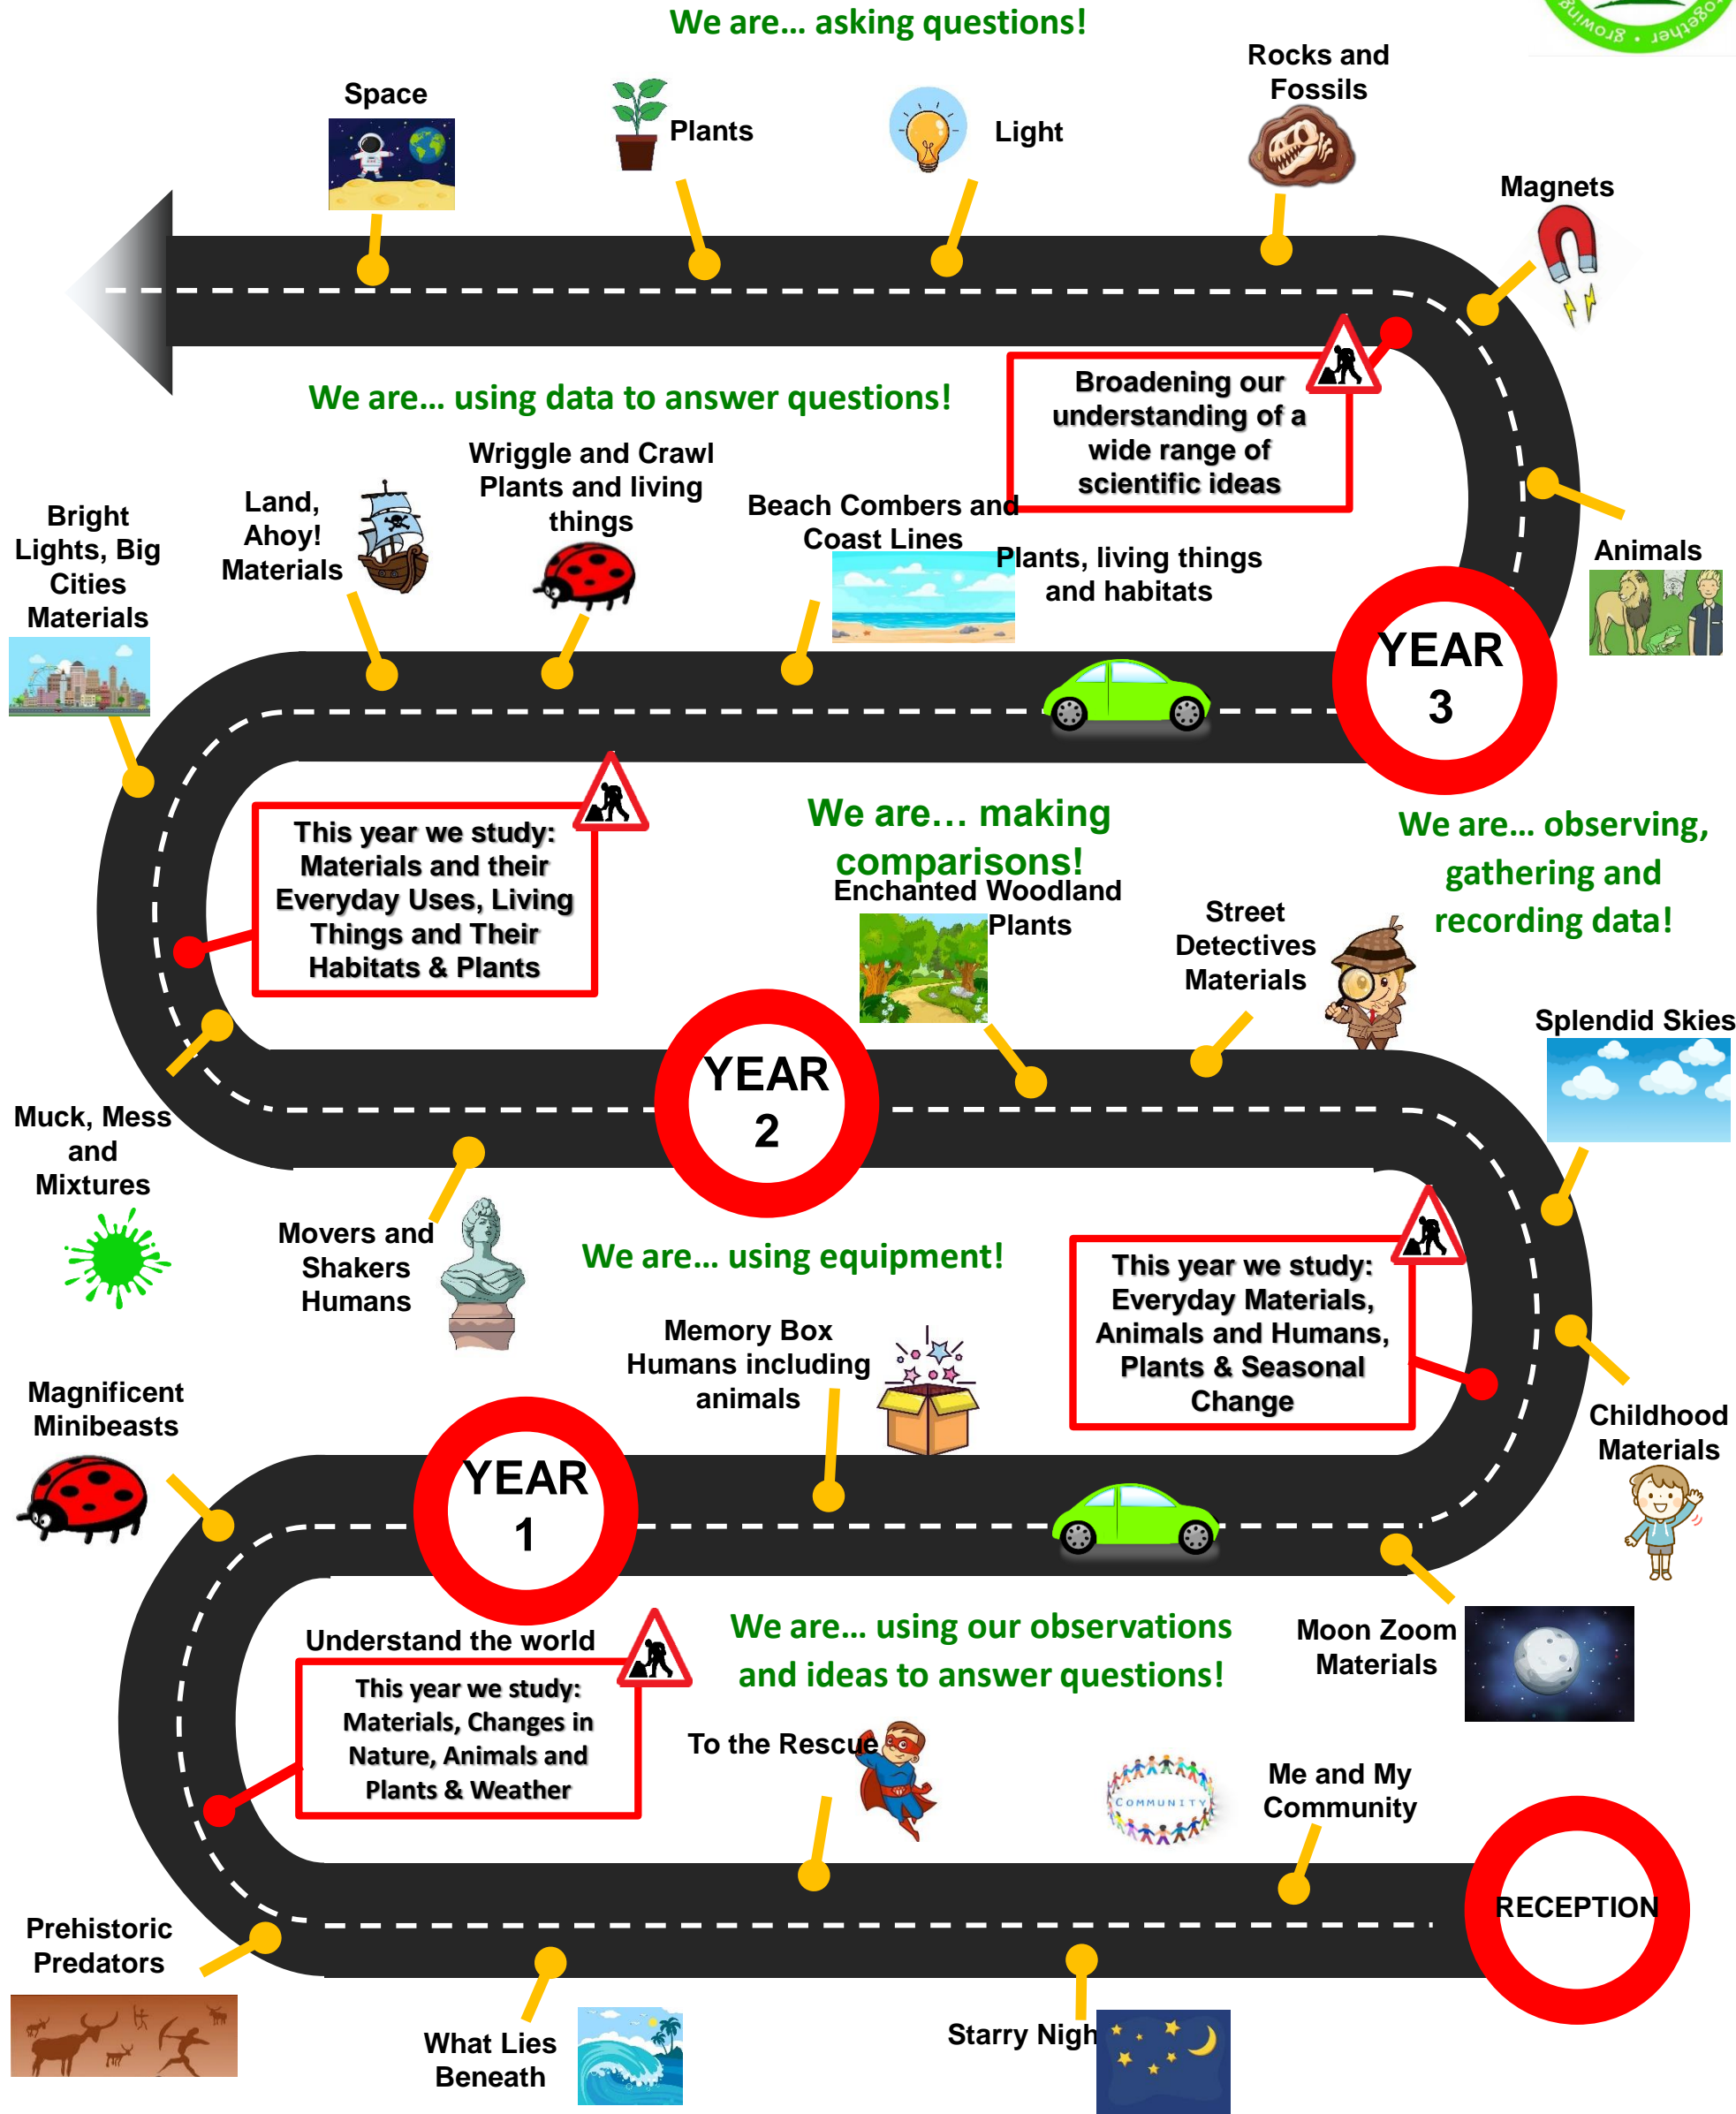 We are... asking questions!
together • growing
Rocks and
Fossils
Space
Plants
Light
Magnets
Broadening our
understanding of a
wide range of
scientific ideas
We are... using data to answer questions!
Wriggle and Crawl
Plants and living
things
Land,
Ahoy!
Materials
Bright
Lights, Big
Cities
Materials
Beach Combers and
Coast Lines
Plants, living things
and habitats
Animals
YEAR
3
This year we study:
Materials and their
Everyday Uses, Living
Things and Their
Habitats & Plants
We are... making
comparisons!
We are... observing,
gathering and
recording data!
Enchanted Woodland
Plants
Street
Detectives
Materials
Splendid Skies
YEAR
2
Muck, Mess
and
Mixtures
Movers and
Shakers
Humans
We are... using equipment!
This year we study:
Everyday Materials,
Animals and Humans,
Plants & Seasonal
Change
Memory Box
Humans including
animals
Magnificent
Minibeasts
Childhood
Materials
YEAR
1
Understand the world
This year we study:
Materials, Changes in
Nature, Animals and
Plants & Weather
We are... using our observations
and ideas to answer questions!
Moon Zoom
Materials
To the Rescue
COMMUNITY
Me and My
Community
RECEPTION
Prehistoric
Predators
What Lies
Beneath
Starry Nigh